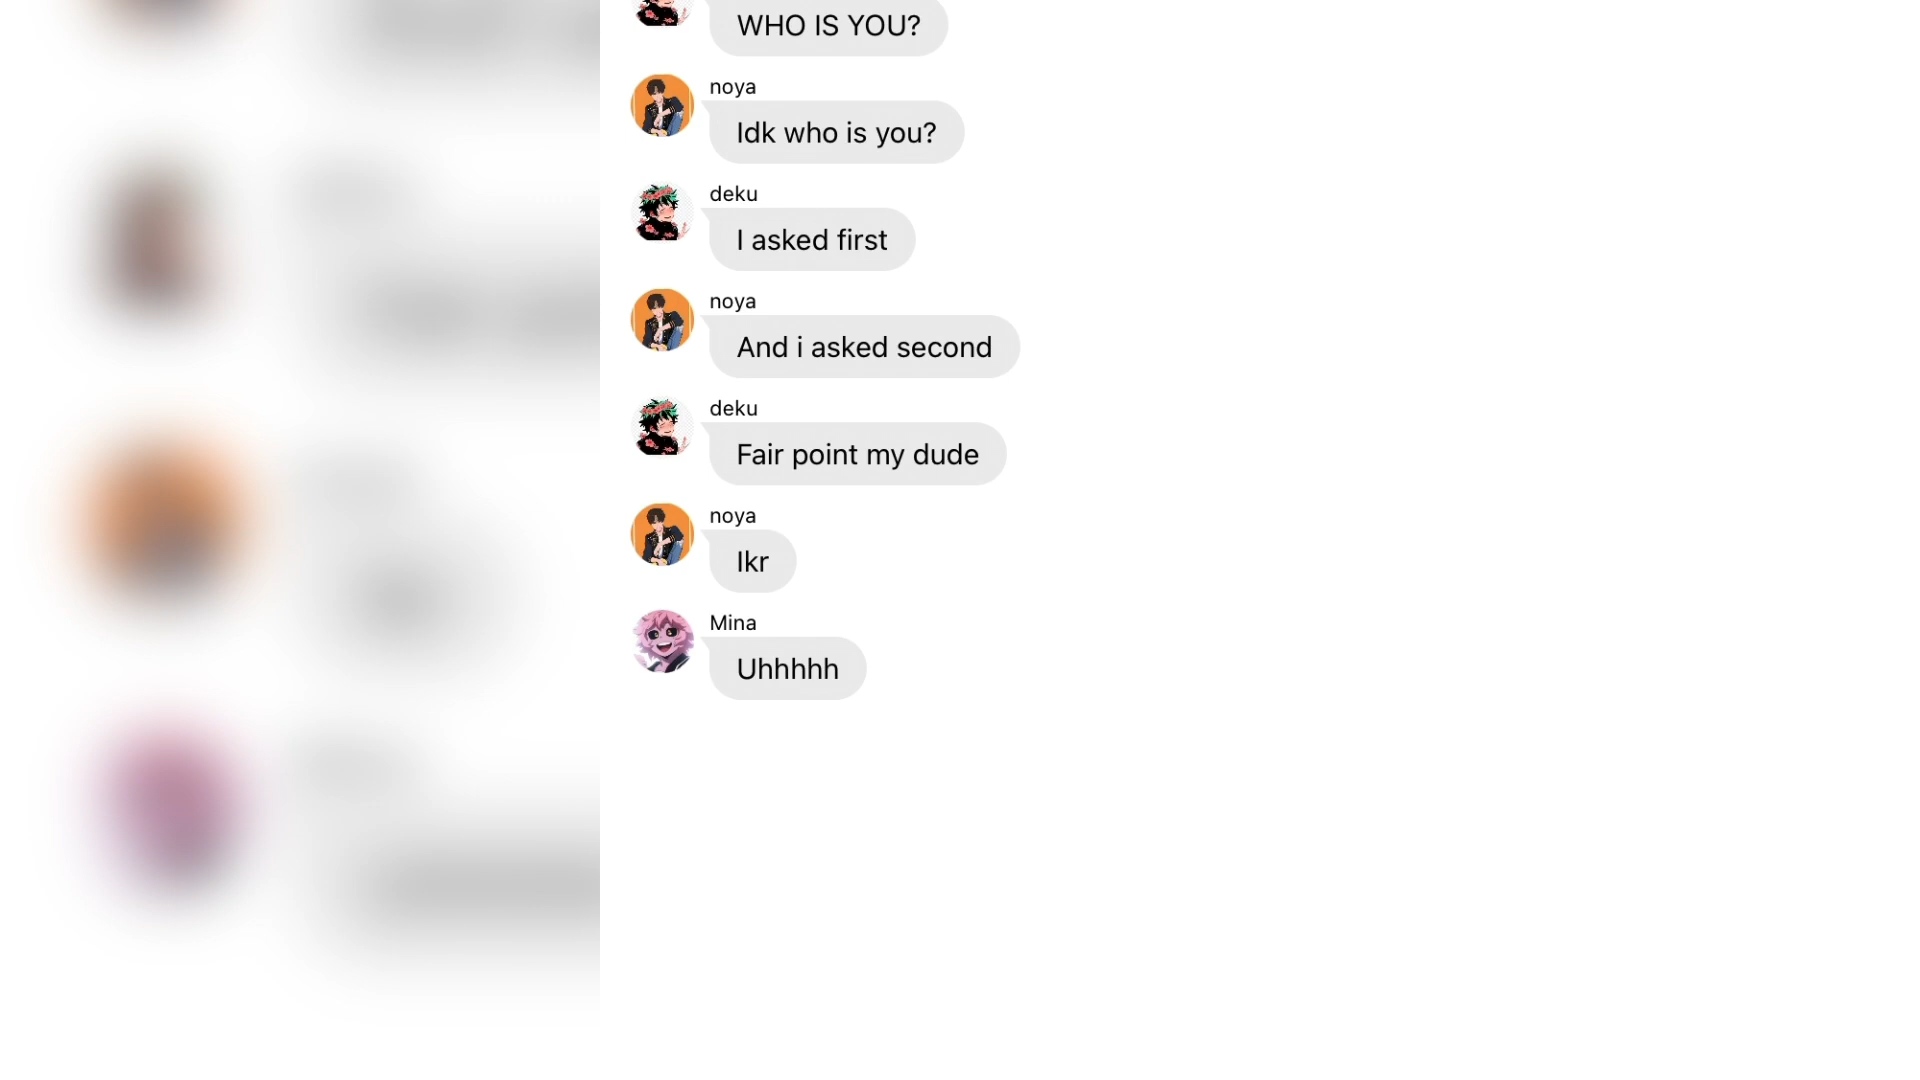 WHO IS YOU?
noya
Idk who is you?
deku
I asked first
noya
And i asked second
deku
Fair point my dude
noya
Ikr
Mina
Uhhhhh